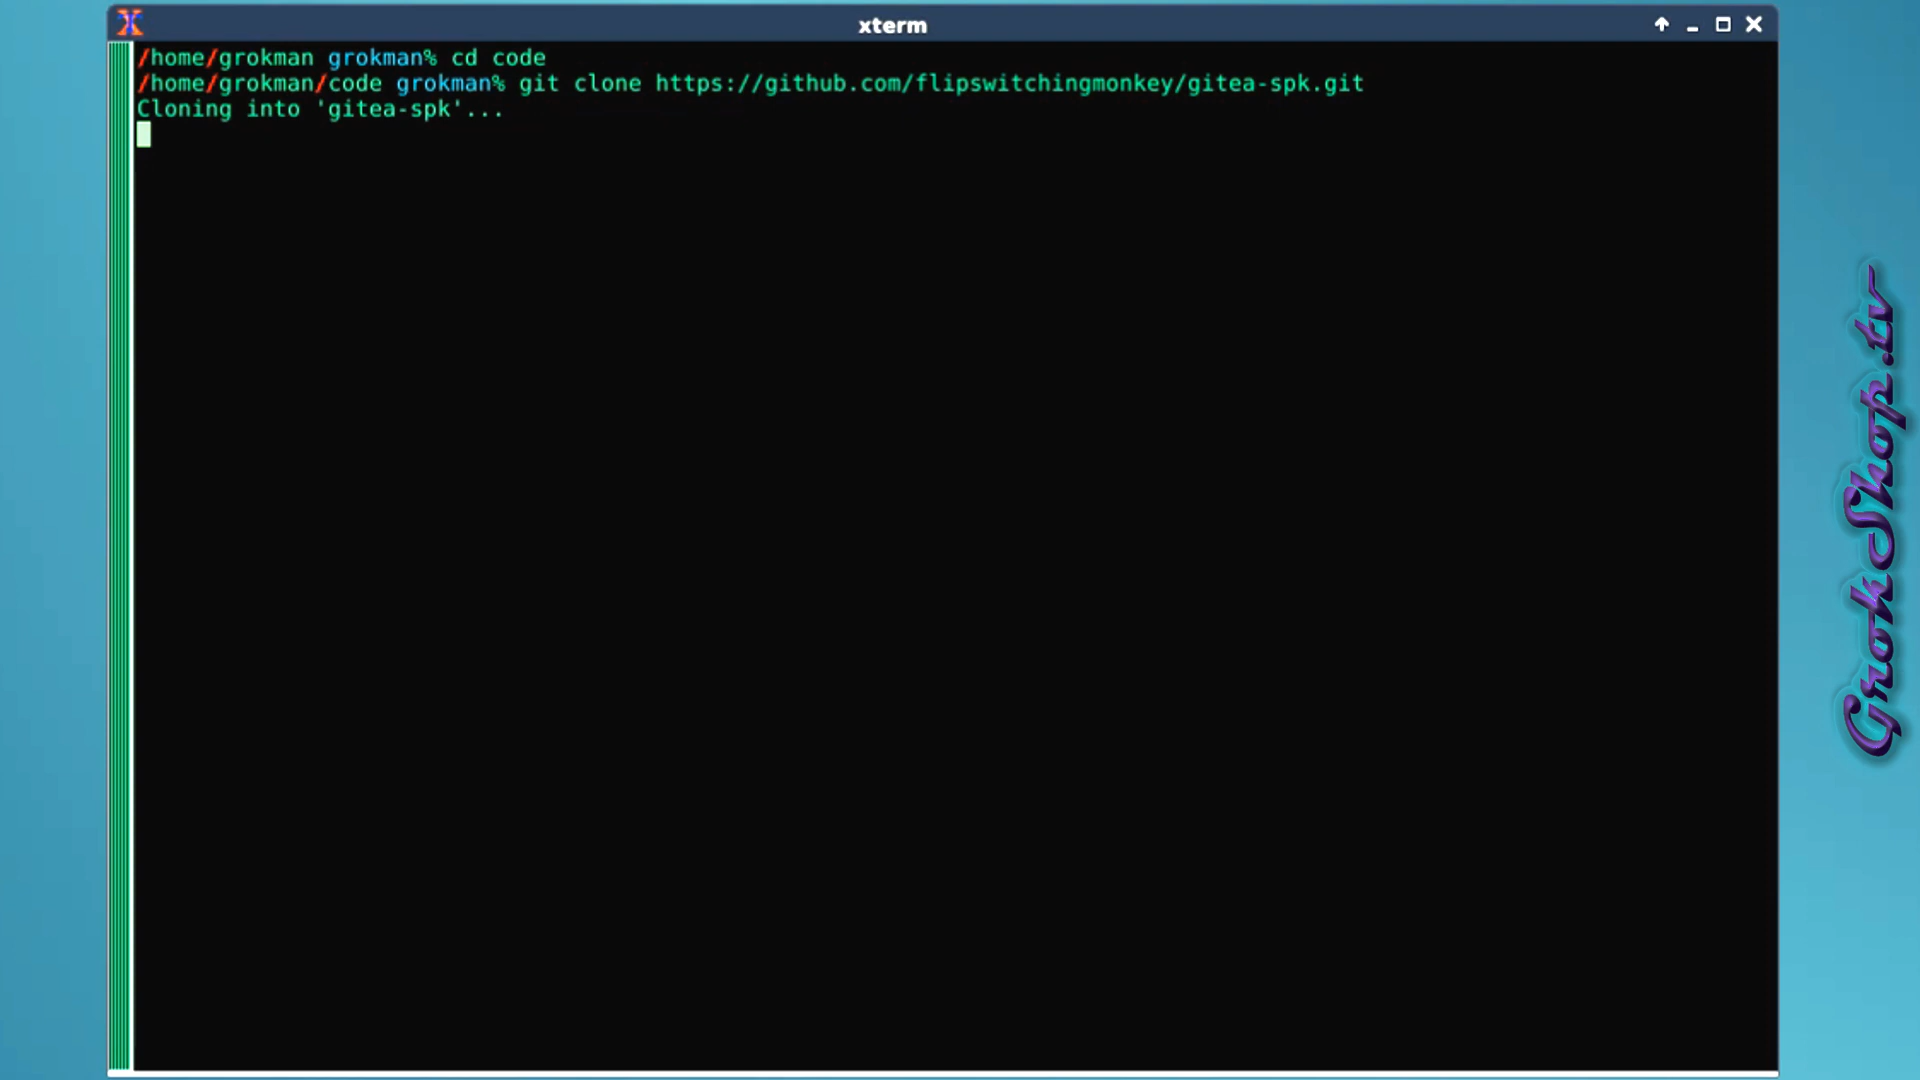 xterm
/home/grokman grokman% cd code
/home/grokman/code grokman% git clone https://github.com/flipswitchingmonkey/gitea-spk.git
Cloning into 'gitea-spk'...
GrokShop.tv